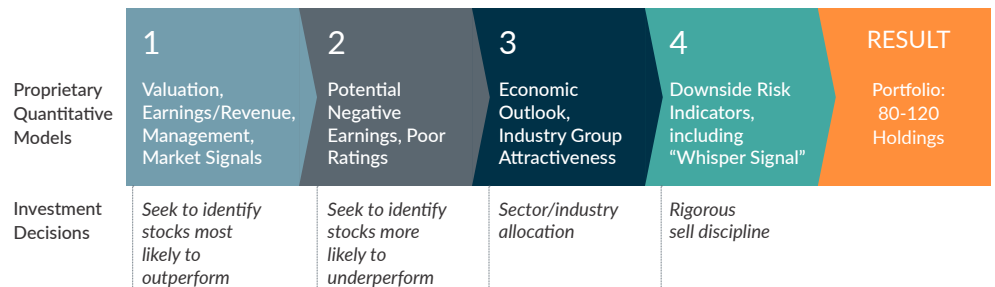 1
2
3
4
RESULT
Proprietary
Quantitative
Models
Valuation,
Earnings/Revenue,
Management,
Market Signals
Potential
Negative
Earnings, Poor
Ratings
Economic
Outlook,
Industry Group
Attractiveness
Downside Risk
Indicators,
including
“Whisper Signal”
Portfolio:
80-120
Holdings
Investment
Decisions
Seek to identify
stocks most
likely to
outperform
Seek to identify
stocks more
likely to
underperform
Sector/industry
allocation
Rigorous
sell discipline